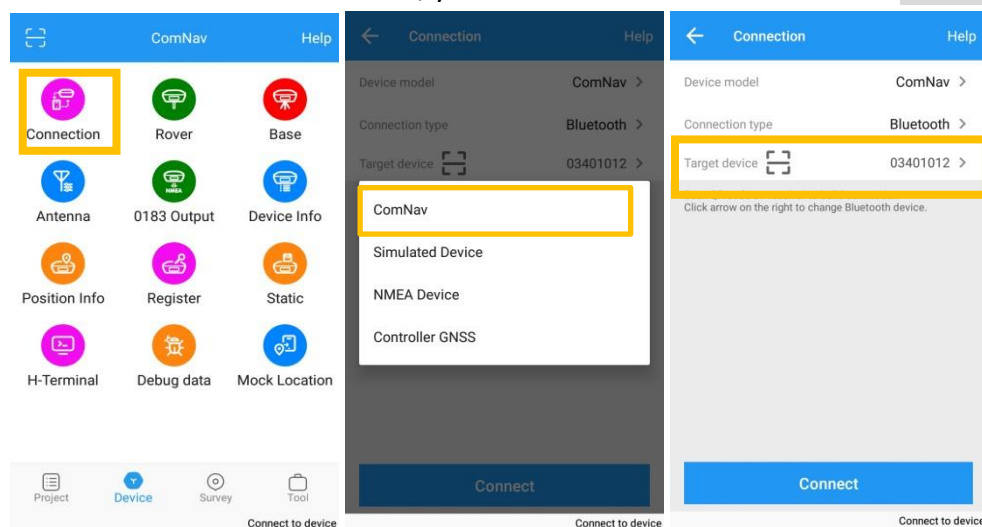 ComNav Help
Connection Rover Base
Antenna 0183 Output Device Info
Position Info Register Static
H-Terminal Debug data Mock Location
Project Device Survey Tool
Connect to device
Connection Help
Device model ComNav >
Connection type Bluetooth >
Target device 03401012 >
ComNav
Simulated Device
NMEA Device
Controller GNSS
Connect
Connect to device
Connection Help
Device model ComNav >
Connection type Bluetooth >
Target device 03401012 >
Click arrow on the right to change Bluetooth device.
Connect
Connect to device